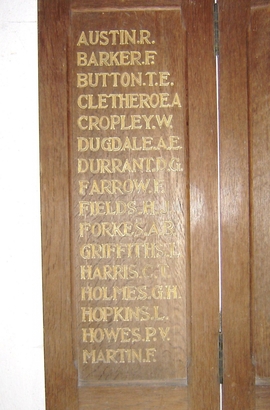 AUSTIN.R.
BARKER.F.
BUTTON.T.E.
CLETHEROE.A
CROPLEY.W.
DUGDALE.A.E.
DURRANT.D.G.
FARROW.F.
FIELDS.H.
FORKES.A.P.
GRIFFITHS.
HARRIS.C.
HOLMES.G.H.
HOPKINS.L.
HOWES.P.V.
MARTIN.F.